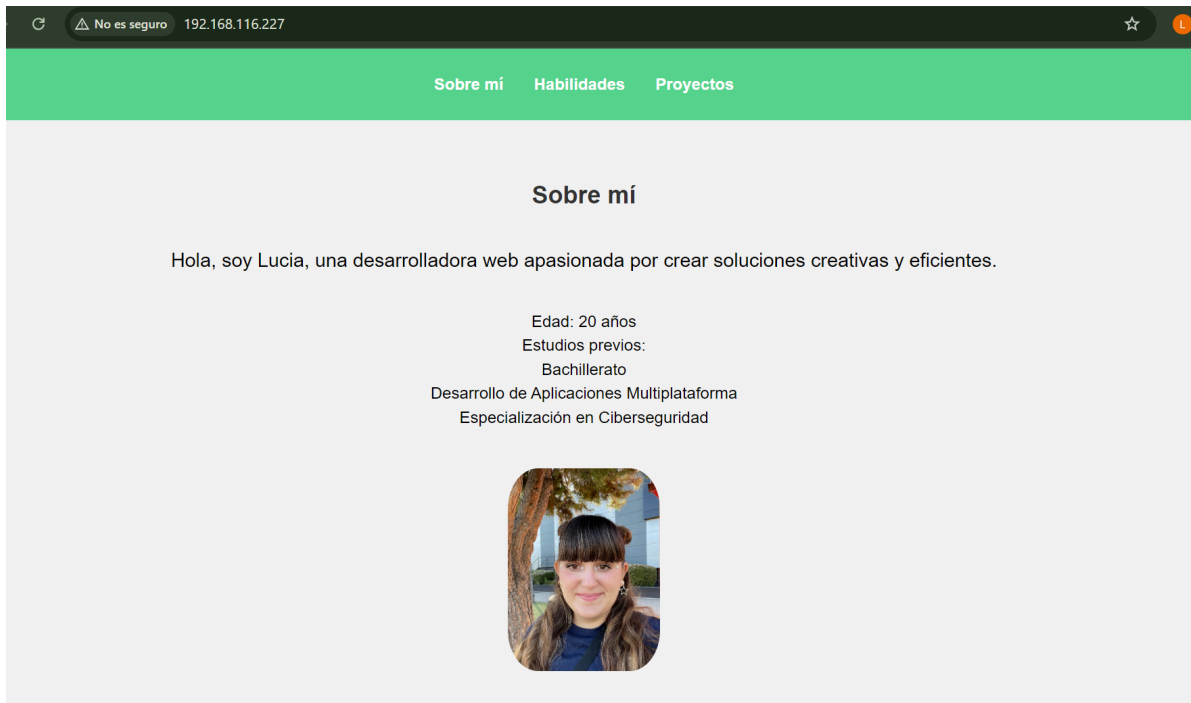 No es seguro 192.168.116.227
L
Sobre mí Habilidades Proyectos
Sobre mí
Hola, soy Lucia, una desarrolladora web apasionada por crear soluciones creativas y eficientes.
Edad: 20 años
Estudios previos:
Bachillerato
Desarrollo de Aplicaciones Multiplataforma
Especialización en Ciberseguridad